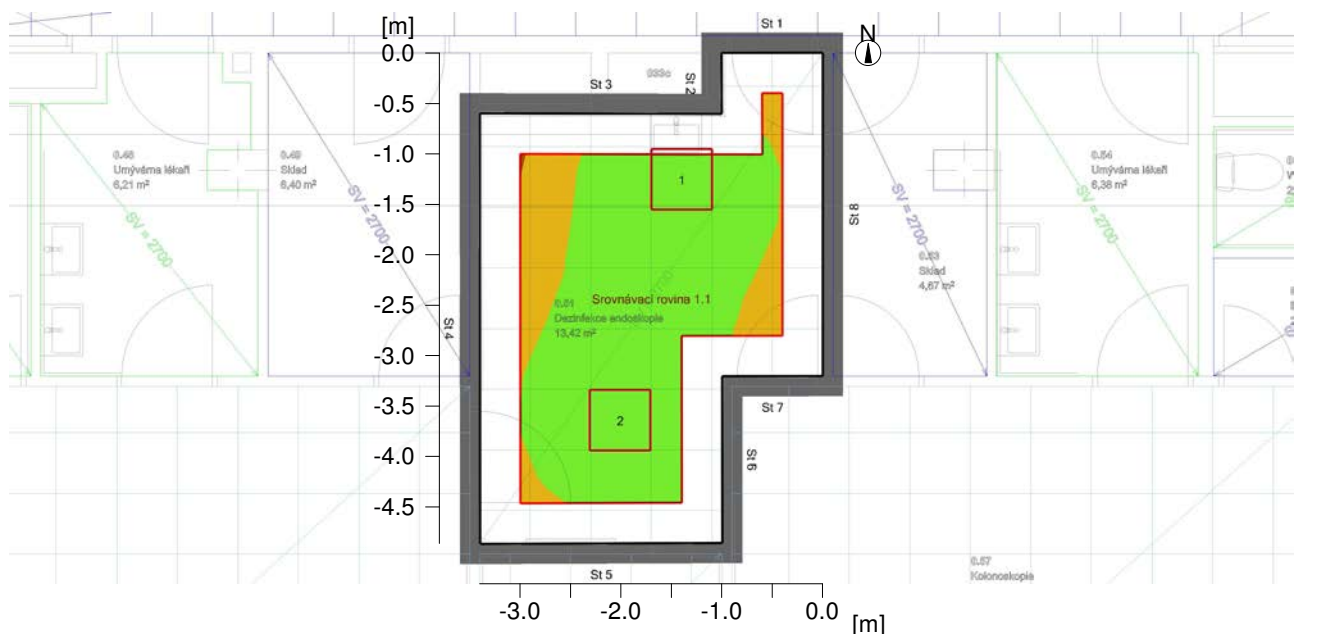 [m]
St 1
N
0.0
St 3
033c
St 2
-0.5
-1.0
0.48
Umývárna lékaři
6,21 m²
0.49
Sklad
6,40 m²
1
0.54
Umývárna lékaři
6,38 m²
-1.5
SV = 2700
SV = 2700
SV = 2700
SV = 2700
St 8
-2.0
-2.5
Srovnávací rovina 1.1
0.51
Dezinfekce endoskopie
13,42 m²
0.53
Sklad
4,67 m²
St 4
-3.0
-3.5
St 7
2
-4.0
St 6
-4.5
St 5
0.57
Kolonoskopie
-3.0
-2.0
-1.0
0.0
[m]